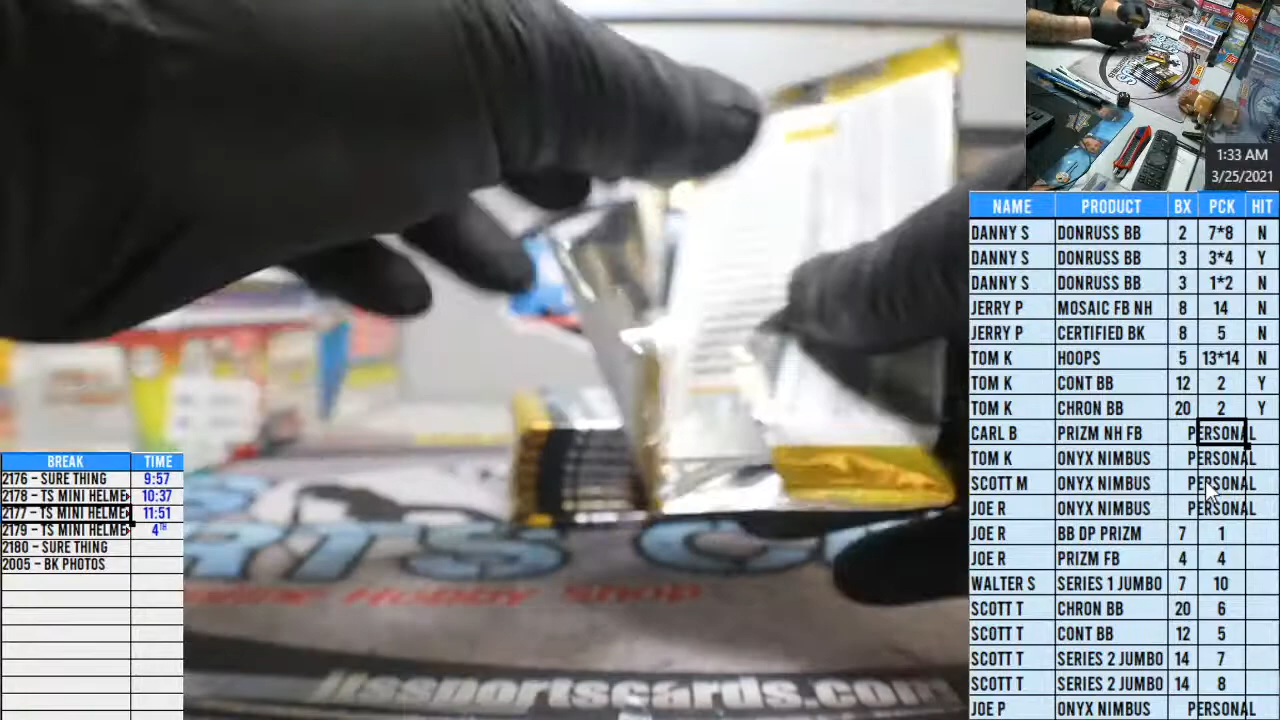 1:33 AM
3/25/2021
NAME PRODUCT BX PCK HIT
DANNY S DONRUSS BB 2 7*8 N
DANNY S DONRUSS BB 3 3*4 Y
DANNY S DONRUSS BB 3 1*2 N
JERRY P MOSAIC FB NH 8 14 N
JERRY P CERTIFIED BK 8 5 N
TOM K HOOPS 5 13*14 N
TOM K CONT BB 12 2 Y
TOM K CHRON BB 20 2 Y
CARL B PRIZM NH FB PERSONAL
TOM K ONYX NIMBUS PERSONAL
SCOTT M ONYX NIMBUS PERSONAL
JOE R ONYX NIMBUS PERSONAL
JOE R BB DP PRIZM 7 1
JOE R PRIZM FB 4 4
WALTER S SERIES 1 JUMBO 7 10
SCOTT T CHRON BB 20 6
SCOTT T CONT BB 12 5
SCOTT T SERIES 2 JUMBO 14 7
SCOTT T SERIES 2 JUMBO 14 8
JOE P ONYX NIMBUS PERSONAL
BREAK TIME
2176 - SURE THING 9:57
2178 - TS MINI HELME 10:37
2177 - TS MINI HELME 11:51
2179 - TS MINI HELME 4TH
2180 - SURE THING
2005 - BK PHOTOS
RTS C
Hobby Shop
sportscards.com